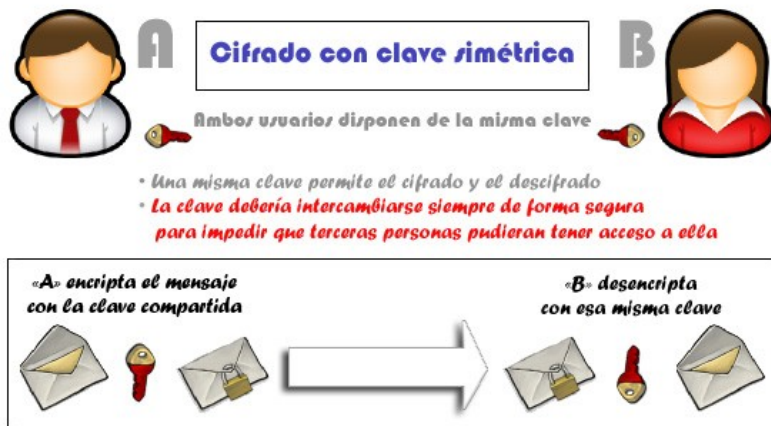 A
Cifrado con clave simétrica
B
Ambos usuarios disponen de la misma clave
• Una misma clave permite el cifrado y el descifrado
• La clave debería intercambiarse siempre de forma segura
para impedir que terceras personas pudieran tener acceso a ella
«A» encripta el mensaje
con la clave compartida
«B» desencripta
con esa misma clave